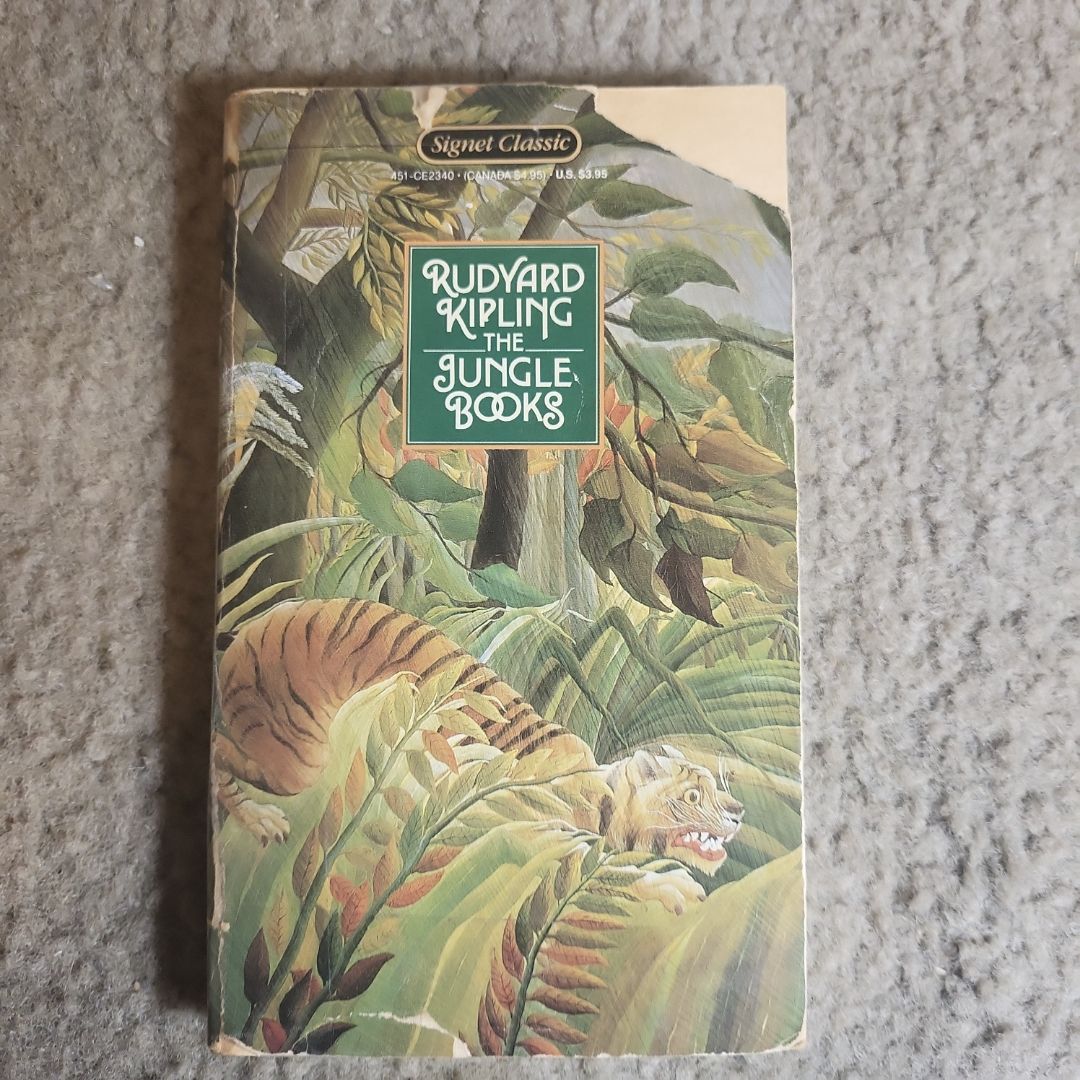 Signet Classic
451-CE2340 • (CANADA $4.95) • U.S. $3.95
RUDYARD
KIPLING
THE
JUNGLE
BOOKS